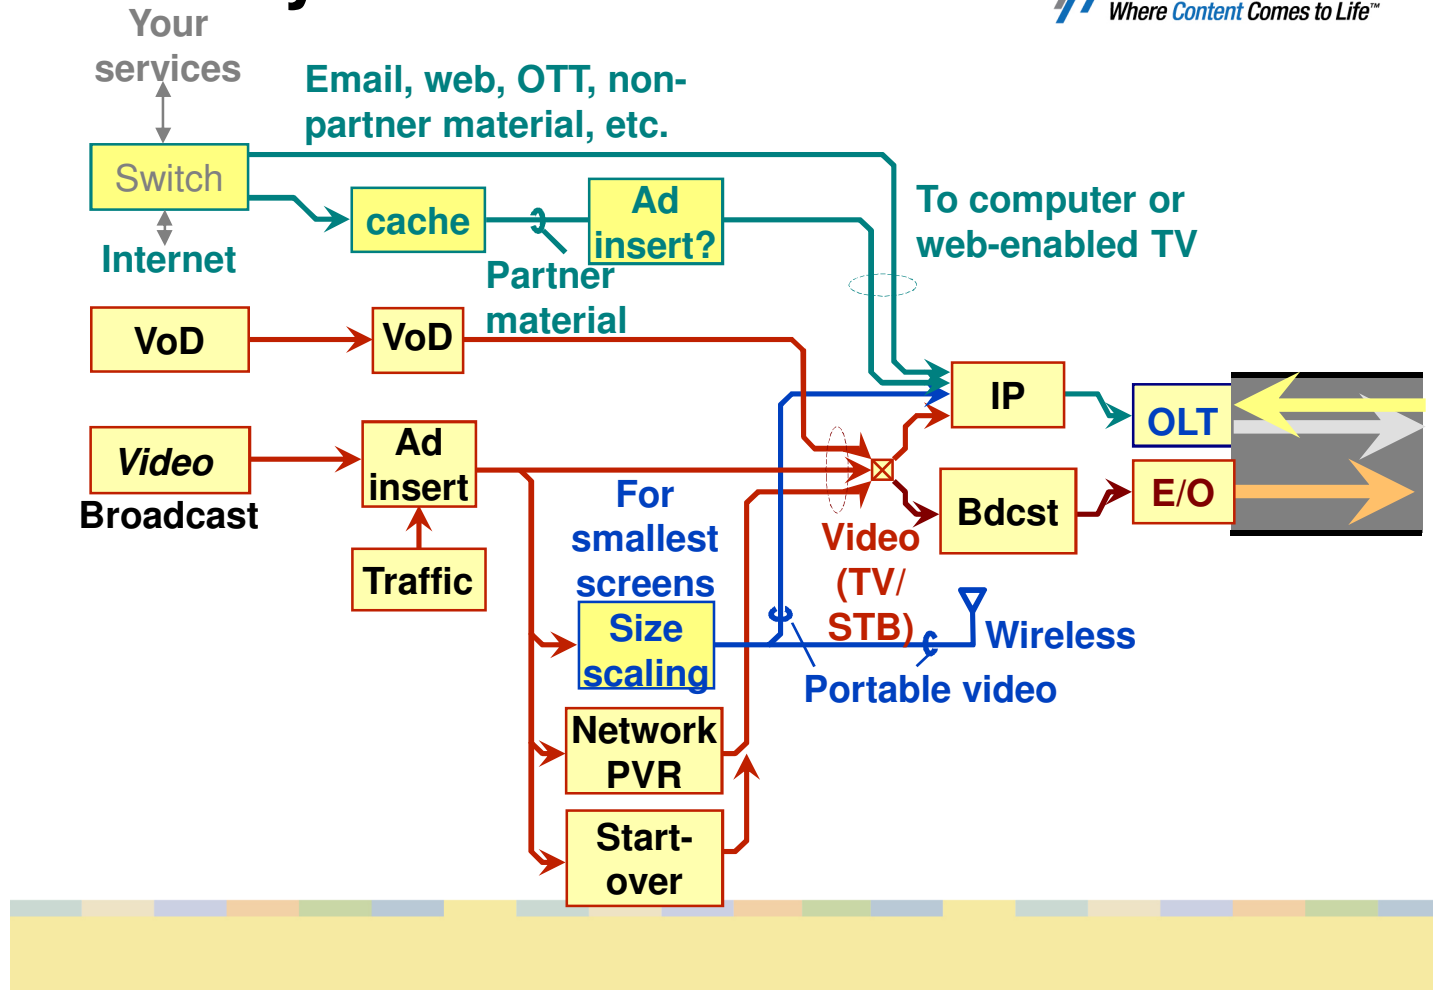 Where Content Comes to Life™
Your
services
Email, web, OTT, non-
partner material, etc.
Switch
cache
Ad
insert?
To computer or
web-enabled TV
Internet
Partner
material
VoD
VoD
IP
OLT
Video
Broadcast
Ad
insert
For
smallest
screens
Video
(TV/
STB)
Bdcst
E/O
Traffic
Size
scaling
Wireless
Portable video
Network
PVR
Start-
over